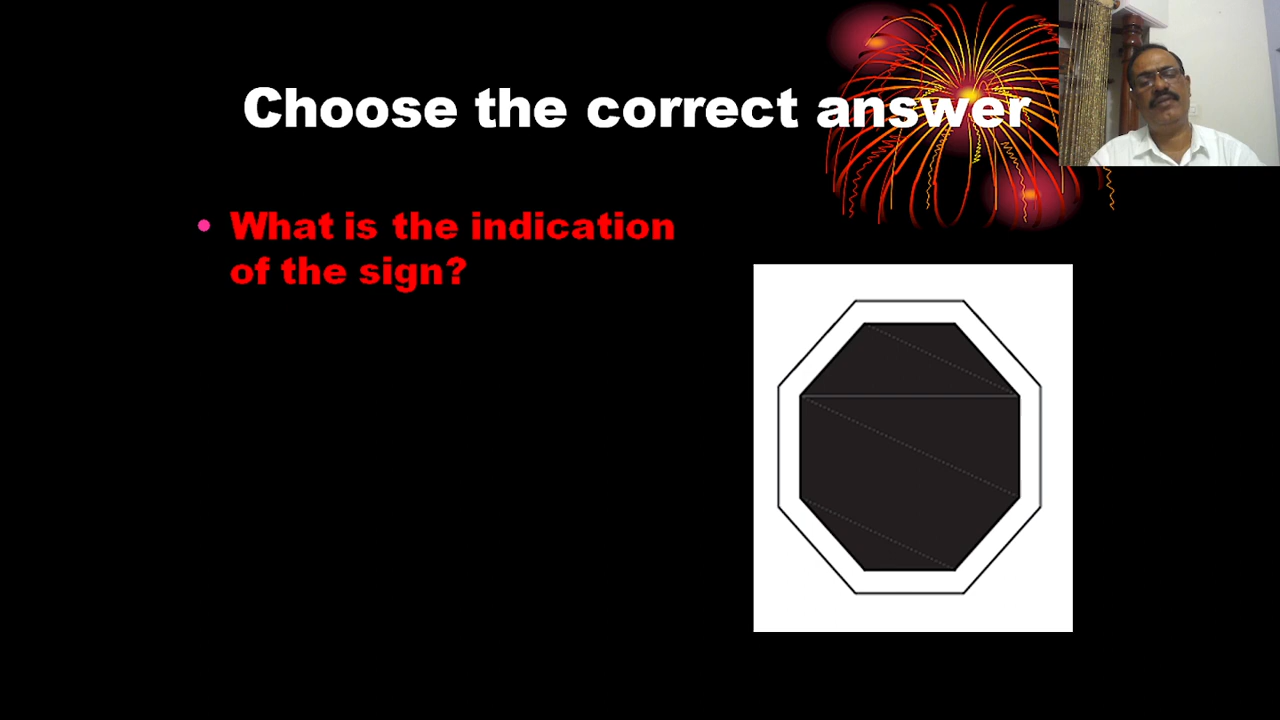 Choose the correct answer
What is the indication
of the sign?